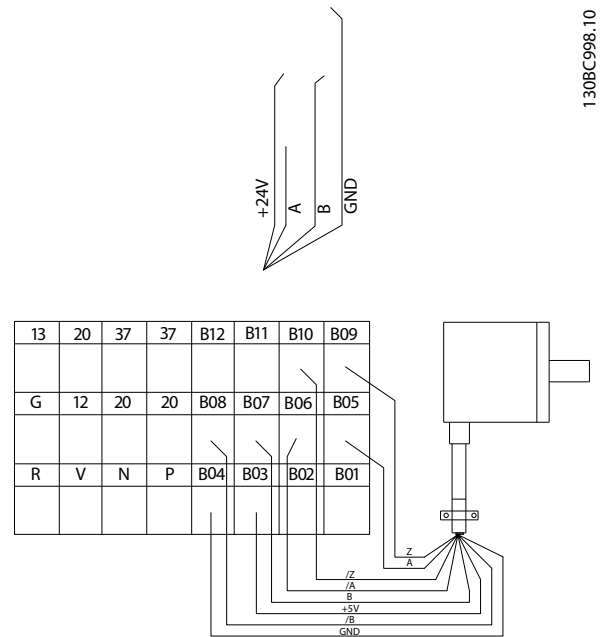 130BC998.10
+24V
A
B
GND
13 20 37 37 B12 B11 B10 B09
G 12 20 20 B08 B07 B06 B05
R V N P B04 B03 B02 B01
Z
A
/Z
/A
B
+5V
/B
GND